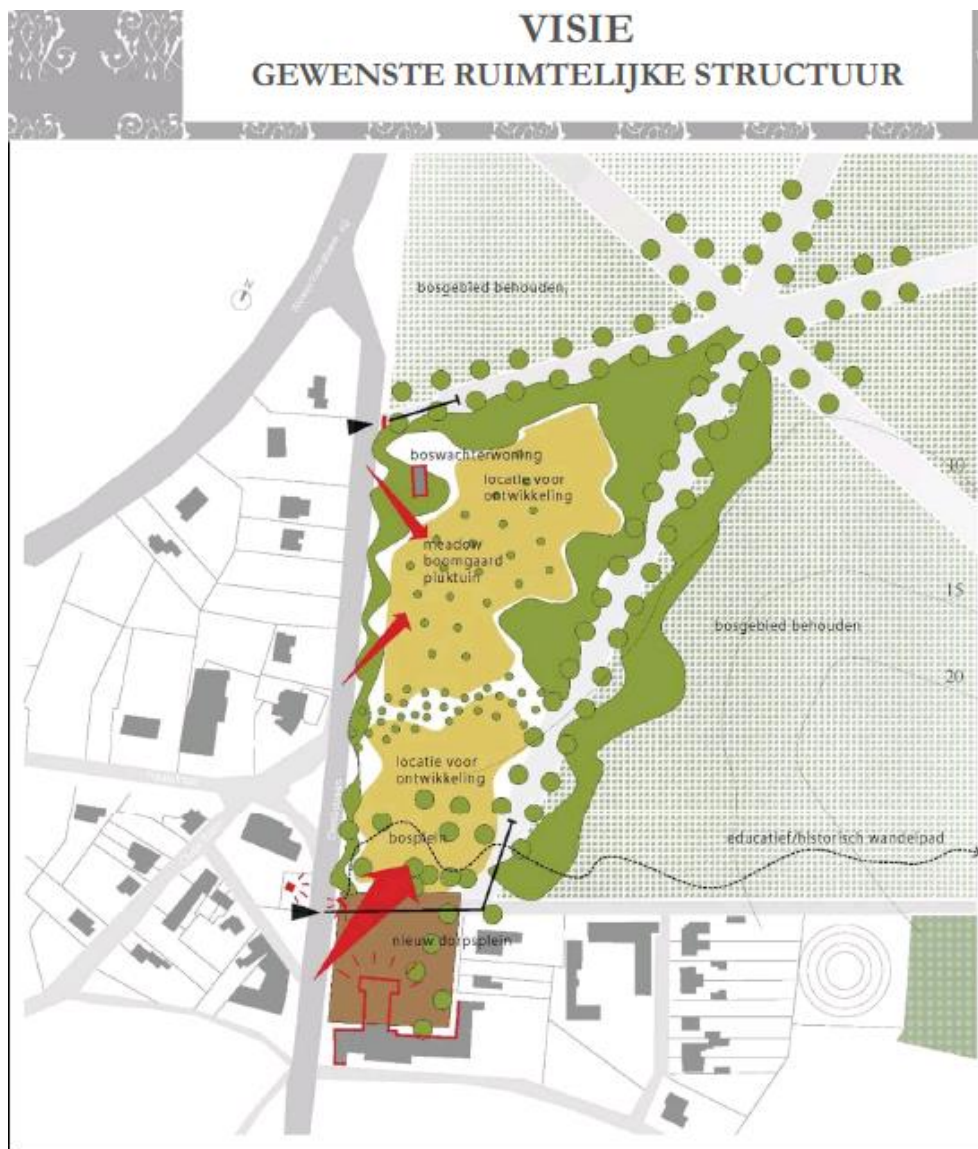 VISIE
GEWENSTE RUIMTELIJKE STRUCTUUR
bosgebied behouden,
boswachterwoning
locatie voor
ontwikkeling
meadow
boomgaard
pluktuin
10
15
bosgebied behouden
20
locatie voor
ontwikkeling
bosplein
educatief/historisch wandelpad
nieuw dorpsplein